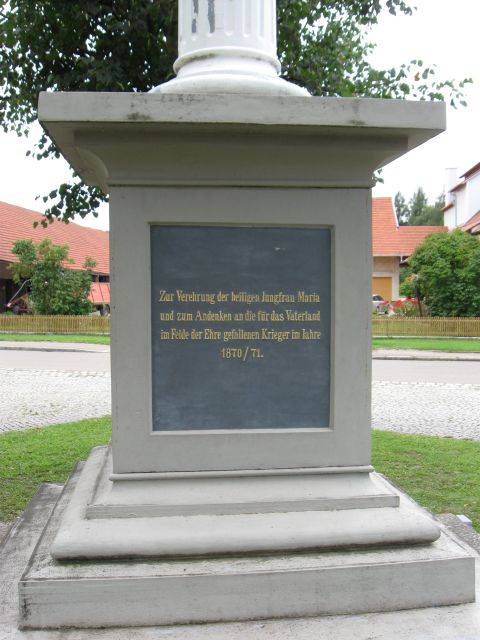 Zur Verehrung der heiligen Jungfrau Maria
und zum Andenken an die für das Vaterland
im Felde der Ehre gefallenen Krieger im Jahre
1870/71.